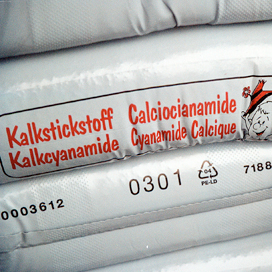 Kalkstickstoff Calciocianamide
Kalkcyanamide Cyanamide Calcique
0003612 0301 04 PE-LD 7188